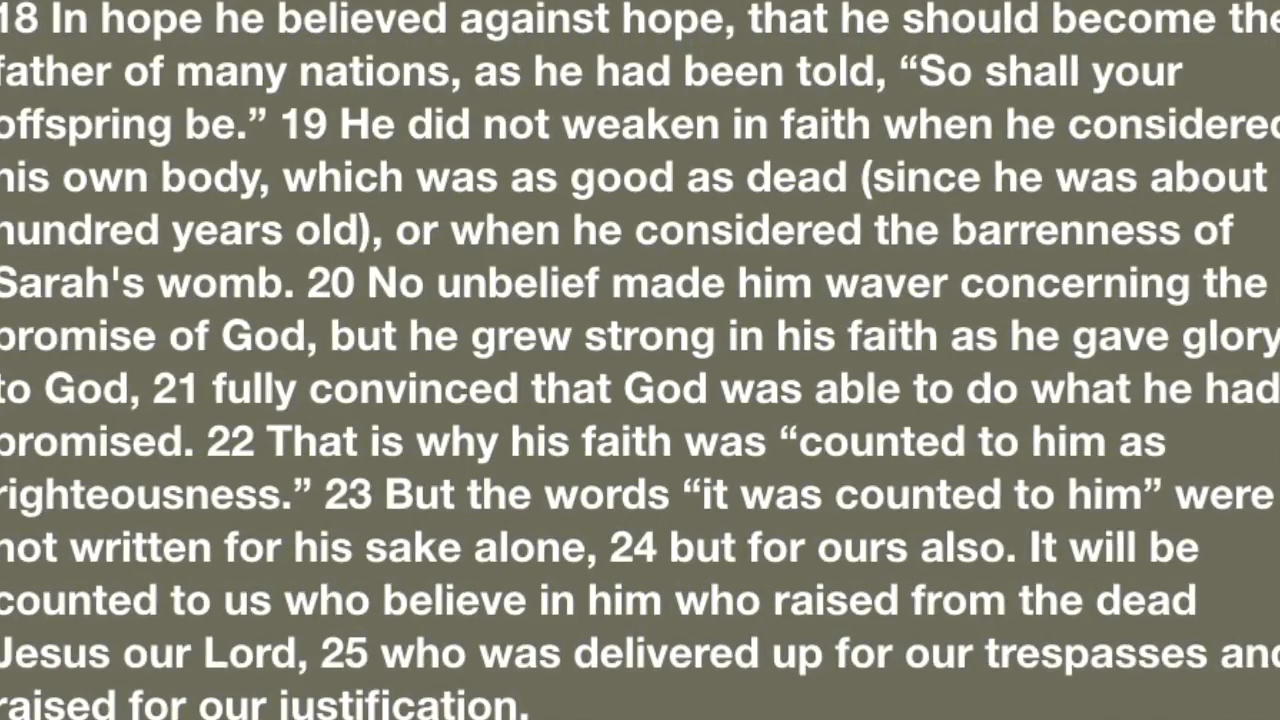 18 In hope he believed against hope, that he should become the
father of many nations, as he had been told, “So shall your
offspring be.” 19 He did not weaken in faith when he considered
his own body, which was as good as dead (since he was about
hundred years old), or when he considered the barrenness of
Sarah's womb. 20 No unbelief made him waver concerning the
promise of God, but he grew strong in his faith as he gave glory
to God, 21 fully convinced that God was able to do what he had
promised. 22 That is why his faith was “counted to him as
righteousness.” 23 But the words “it was counted to him” were
not written for his sake alone, 24 but for ours also. It will be
counted to us who believe in him who raised from the dead
Jesus our Lord, 25 who was delivered up for our trespasses and
raised for our justification.